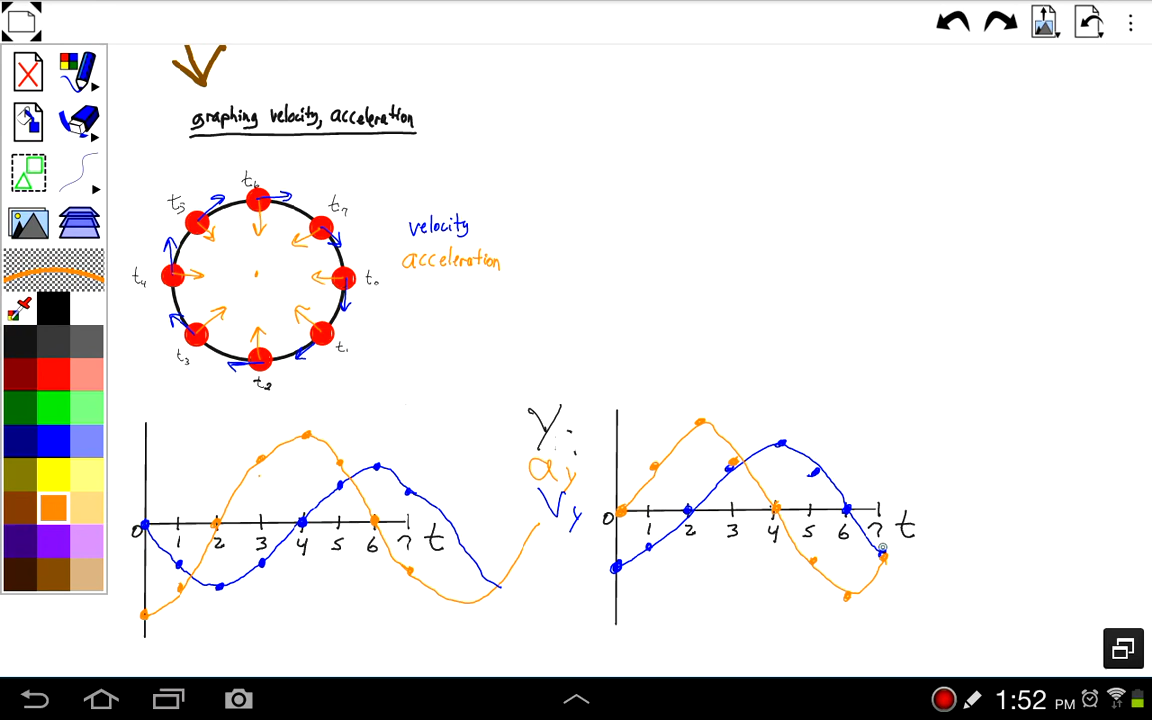 graphing velocity, acceleration
t6
t5
t7
velocity
acceleration
t4
t0
t3
t1
t2
y:
ay
vy
0 1 2 3 4 5 6 7 t
0 1 2 3 4 5 6 7 t
1:52 PM